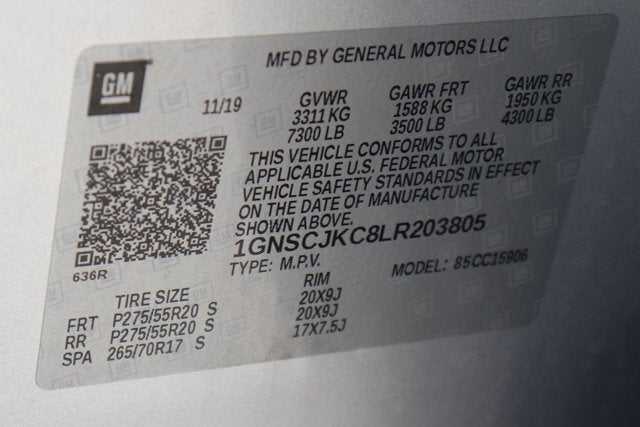 MFD BY GENERAL MOTORS LLC
GM
11/19
GVWR GAWR FRT GAWR RR
3311 KG 1588 KG 1950 KG
7300 LB 3500 LB 4300 LB
THIS VEHICLE CONFORMS TO ALL
APPLICABLE U.S. FEDERAL MOTOR
VEHICLE SAFETY STANDARDS IN EFFECT
ON THE DATE OF MANUFACTURE
SHOWN ABOVE.
1GNSCJKC8LR203805
636R
TYPE: M.P.V. MODEL: 85CC15906
TIRE SIZE RIM
FRT P275/55R20 S 20X9J
RR P275/55R20 S 20X9J
SPA 265/70R17 S 17X7.5J